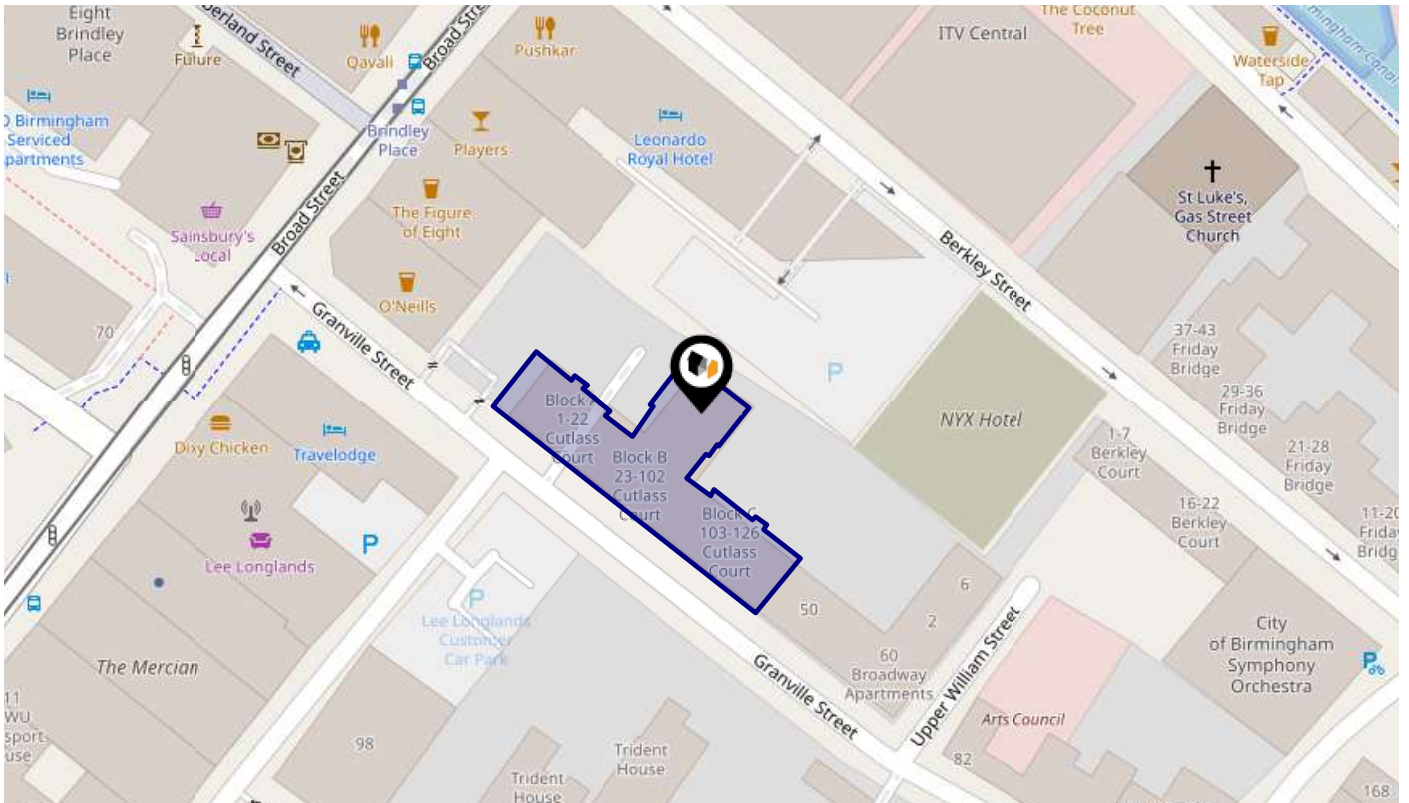 Eight
Brindley
Place
Future
Qavali
Pushkar
Broad Street
ITV Central
The Coconut
Tree
Waterside
Tap
Birmingham
Serviced
Brindley
Place
Players
Leonardo
Royal Hotel
St Luke's,
Gas Street
Church
The Figure
of Eight
Sainsbury's
Local
Broad Street
O'Neills
Berkley Street
Granville Street
70
P
37-43
Friday
Bridge
29-36
Friday
Bridge
21-28
Friday
Bridge
NYX Hotel
1-7
Berkley
Court
16-22
Berkley
Court
Dixy Chicken
Travelodge
Block
1-22
Cutlass
Court
Block B
23-102
Cutlass
Court
Block C
103-126
Cutlass
Court
P
Lee Longlands
P
Lee Longlands
Customer
Car Park
50
6
2
60
Broadway
Apartments
Upper William Street
City
of Birmingham
Symphony
Orchestra
P
The Mercian
Granville Street
Arts Council
98
Trident
House
Trident
House
82
168